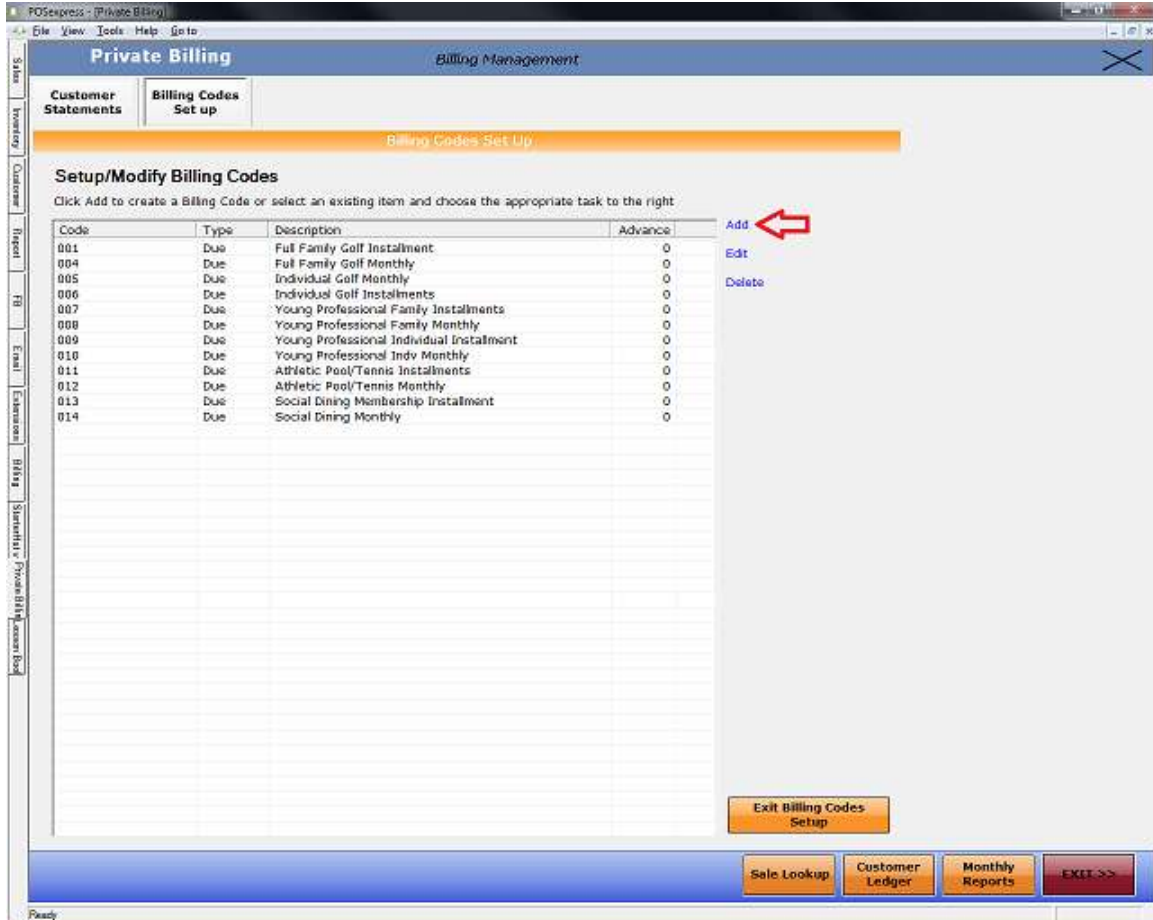 POSexpress - [Private Billing]
File View Tools Help Go to
Private Billing
Billing Management
Customer Statements
Billing Codes Set up
Billing Codes Set Up
Setup/Modify Billing Codes
Click Add to create a Billing Code or select an existing item and choose the appropriate task to the right
Code Type Description Advance
001 Due Full Family Golf Installment 0
004 Due Full Family Golf Monthly 0
005 Due Individual Golf Monthly 0
006 Due Individual Golf Installments 0
007 Due Young Professional Family Installments 0
008 Due Young Professional Family Monthly 0
009 Due Young Professional Individual Installment 0
010 Due Young Professional Indv Monthly 0
011 Due Athletic Pool/Tennis Installments 0
012 Due Athletic Pool/Tennis Monthly 0
013 Due Social Dining Membership Installment 0
014 Due Social Dining Monthly 0
Add
Edit
Delete
Sales
Inventory
Customer
Report
FB
Email
Extensions
Billing
Private Billin
Exit Billing Codes
Setup
Sale Lookup
Customer
Ledger
Monthly
Reports
EXIT >>
Ready